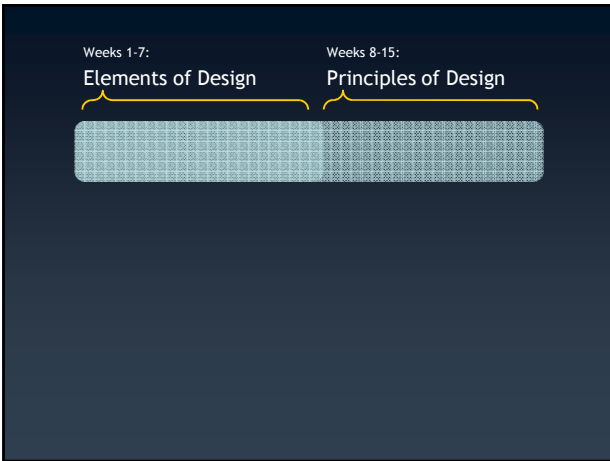 Weeks 1-7:
Elements of Design
Weeks 8-15:
Principles of Design